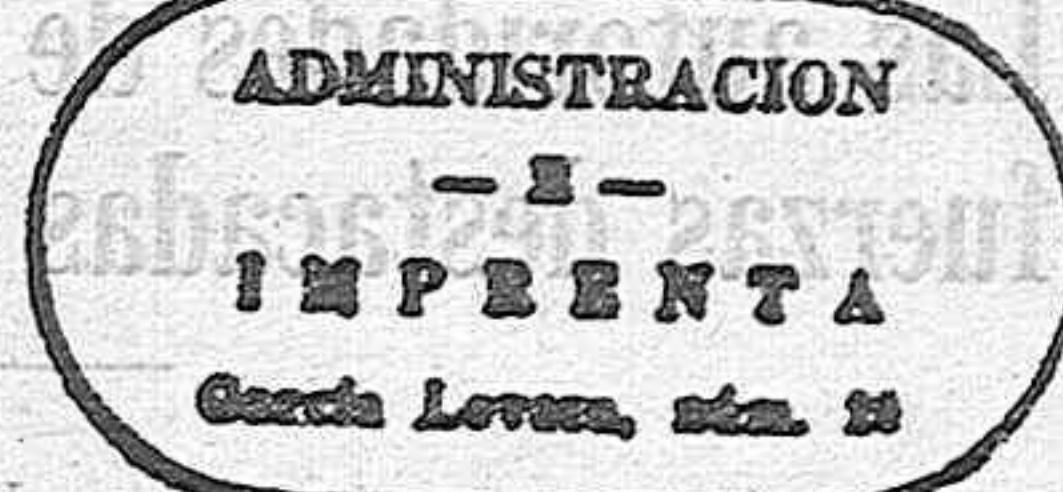 ADMINISTRACION
— E —
IMPRENTA
García Lovera, núm.